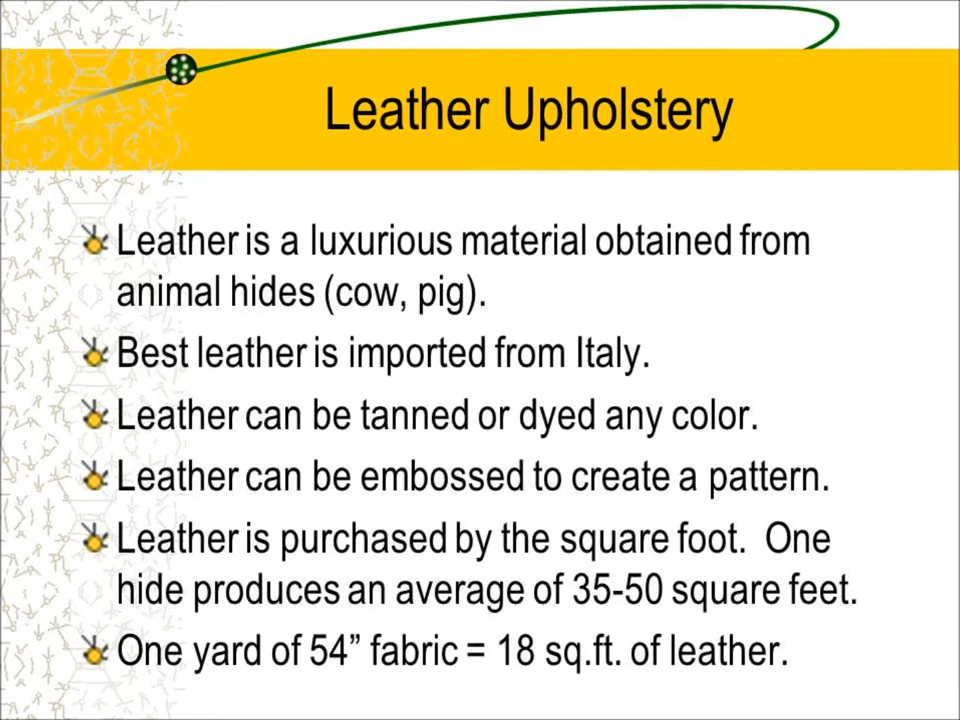 Leather Upholstery
Leather is a luxurious material obtained from
animal hides (cow, pig).
Best leather is imported from Italy.
Leather can be tanned or dyed any color.
Leather can be embossed to create a pattern.
Leather is purchased by the square foot.  One
hide produces an average of 35-50 square feet.
One yard of 54” fabric = 18 sq.ft. of leather.